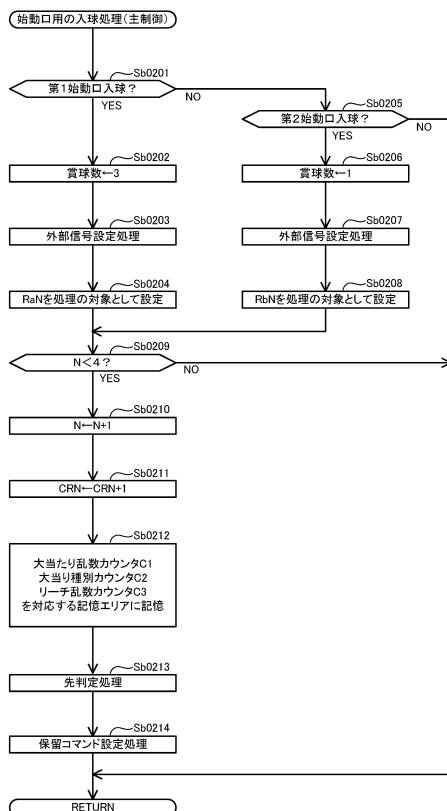 始動口用の入球処理(主制御)
Sb0201
第1始動口入球?
NO
YES
Sb0205
第2始動口入球?
NO
YES
Sb0202
賞球数←3
Sb0206
賞球数←1
Sb0203
外部信号設定処理
Sb0207
外部信号設定処理
Sb0204
RaNを処理の対象として設定
Sb0208
RbNを処理の対象として設定
Sb0209
N<4?
NO
YES
Sb0210
N←N+1
Sb0211
CRN←CRN+1
Sb0212
大当たり乱数カウンタC1
大当り種別カウンタC2
リーチ乱数カウンタC3
を対応する記憶エリアに記憶
Sb0213
先判定処理
Sb0214
保留コマンド設定処理
RETURN